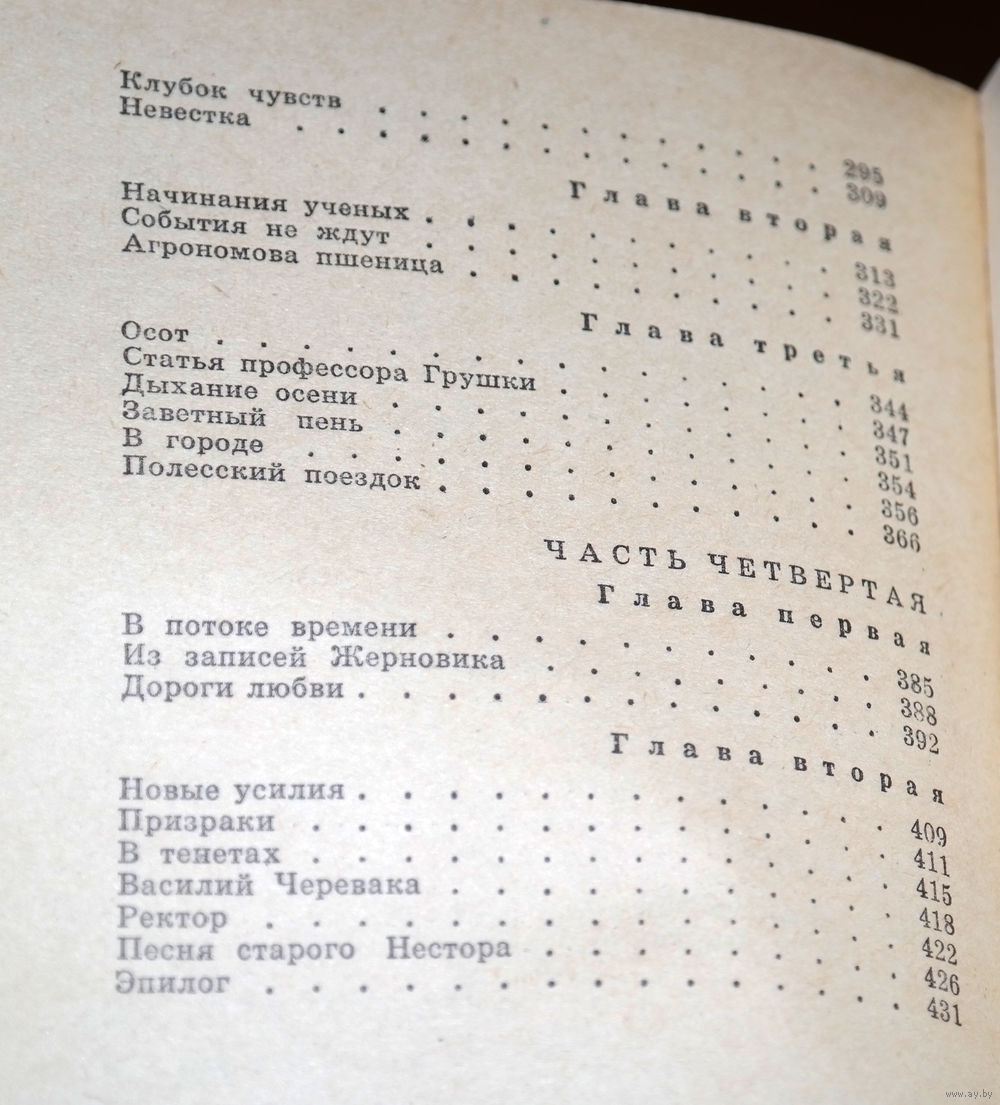 Клубок чувств . . . . . . . . . . . 295
Невестка . . . . . . . . . . . . . 309
Глава вторая
Начинания ученых . . . . . . . . . . 313
События не ждут . . . . . . . . . . 322
Агрономова пшеница . . . . . . . . . 331
Глава третья
Осот . . . . . . . . . . . . . . . 344
Статья профессора Грушки . . . . . . . 347
Дыхание осени . . . . . . . . . . . 351
Заветный пень . . . . . . . . . . . 354
В городе . . . . . . . . . . . . . 356
Полесский поездок . . . . . . . . . . 366
ЧАСТЬ ЧЕТВЕРТАЯ
Глава первая
В потоке времени . . . . . . . . . . 385
Из записей Жерновика . . . . . . . . 388
Дороги любви . . . . . . . . . . . . 392
Глава вторая
Новые усилия . . . . . . . . . . . . 409
Призраки . . . . . . . . . . . . . 411
В тенетах . . . . . . . . . . . . . 415
Василий Черевака . . . . . . . . . . 418
Ректор . . . . . . . . . . . . . . 422
Песня старого Нестора . . . . . . . . 426
Эпилог . . . . . . . . . . . . . . 431
www.ay.by